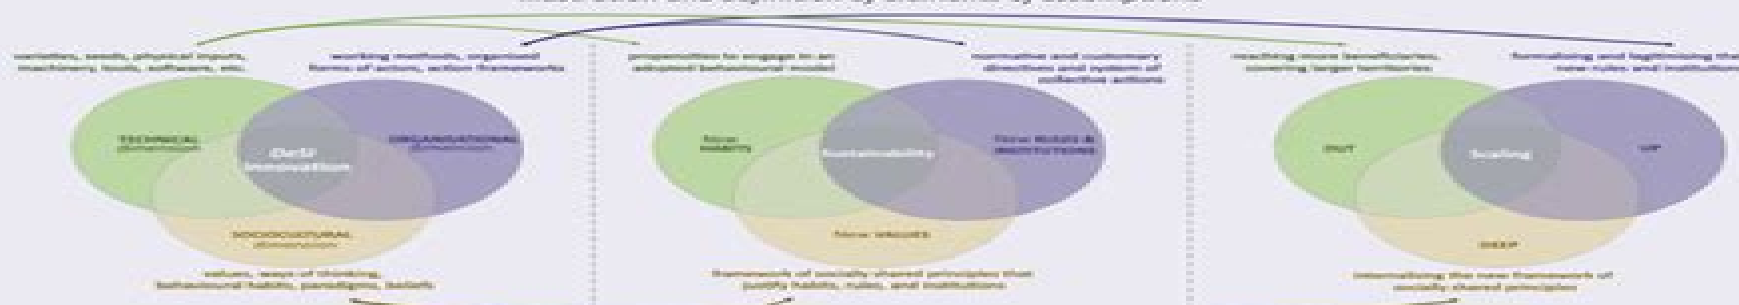 varieties, seeds, physical inputs,
machinery, tools, software, etc.
working methods, organised
forms of action, action frameworks
TECHNICAL
dimension
ORGANISATIONAL
dimension
DeSI
innovation
SOCIOCULTURAL
dimension
values, ways of thinking,
behavioural habits, paradigms, beliefs
proposition to engage in an
adopted behavioural model
normative and customary
direction and system of
collective actions
New
HABITS
New RULES &
INSTITUTIONS
Sustainability
New VALUES
framework of socially shared principles that
justify habits, rules, and institutions
reaching more beneficiaries,
covering larger territories
formalising and legitimising the
new rules and institutions
OUT
UP
Scaling
DEEP
internalising the new framework of
socially shared principles